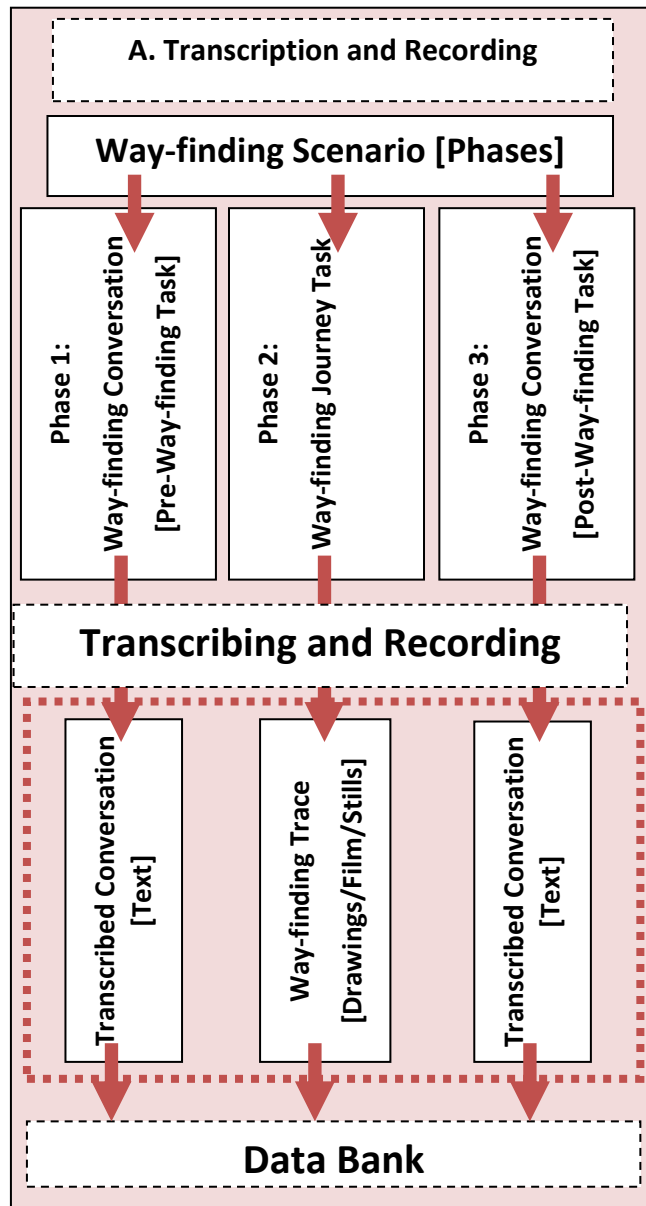 A. Transcription and Recording
Way-finding Scenario [Phases]
Phase 1:
Way-finding Conversation
[Pre-Way-finding Task]
Phase 2:
Way-finding Journey Task
Phase 3:
Way-finding Conversation
[Post-Way-finding Task]
Transcribing and Recording
Transcribed Conversation
[Text]
Way-finding Trace
[Drawings/Film/Stills]
Transcribed Conversation
[Text]
Data Bank